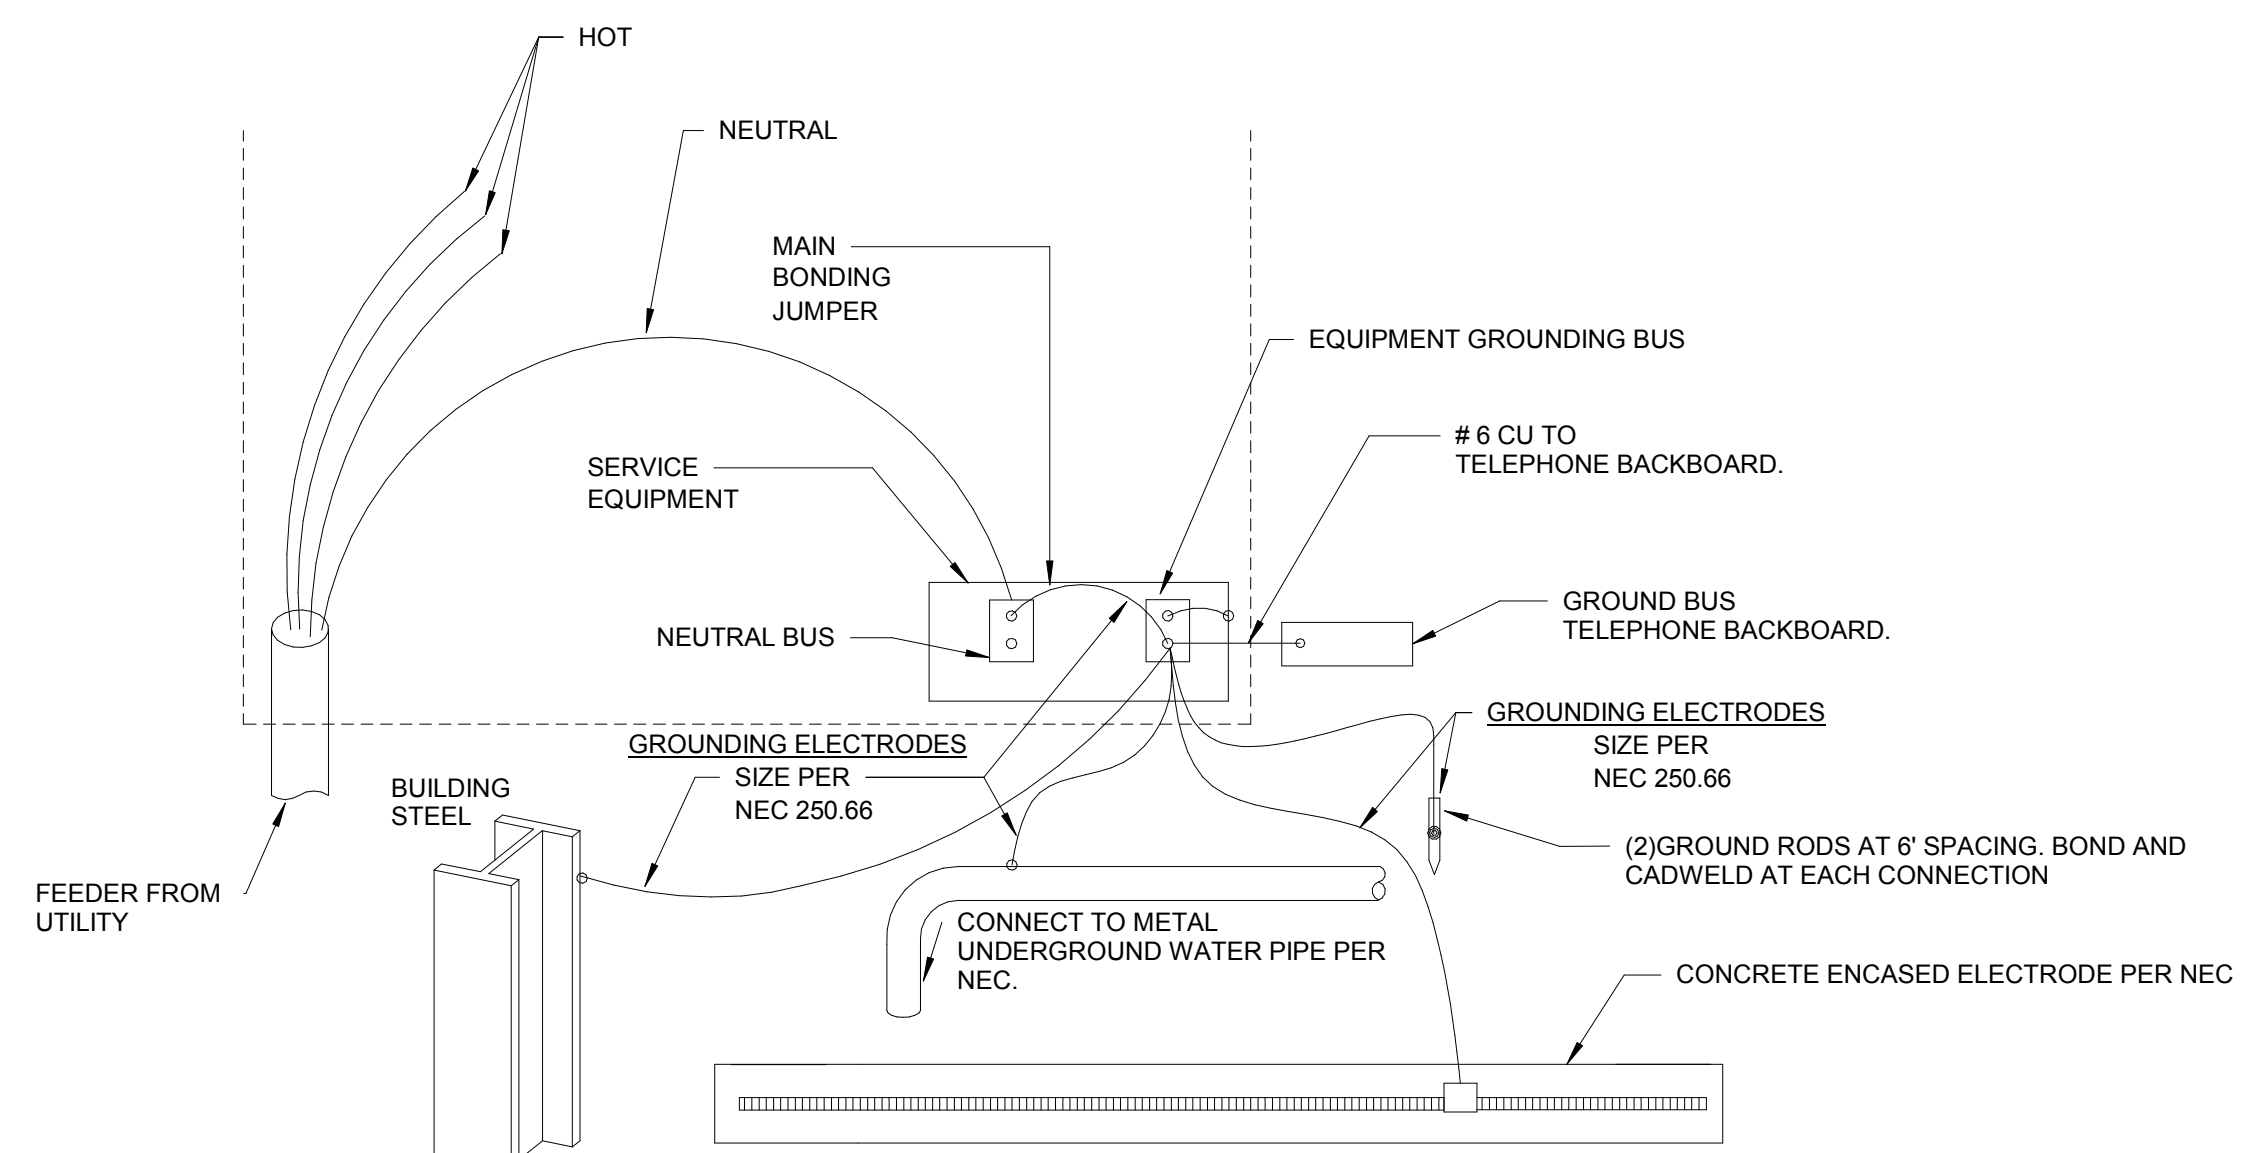 HOT
NEUTRAL
MAIN
BONDING
JUMPER
EQUIPMENT GROUNDING BUS
# 6 CU TO
TELEPHONE BACKBOARD.
SERVICE
EQUIPMENT
GROUND BUS
TELEPHONE BACKBOARD.
NEUTRAL BUS
GROUNDING ELECTRODES
SIZE PER
NEC 250.66
GROUNDING ELECTRODES
SIZE PER
NEC 250.66
BUILDING
STEEL
(2)GROUND RODS AT 6' SPACING. BOND AND
CADWELD AT EACH CONNECTION
FEEDER FROM
UTILITY
CONNECT TO METAL
UNDERGROUND WATER PIPE PER
NEC.
CONCRETE ENCASED ELECTRODE PER NEC